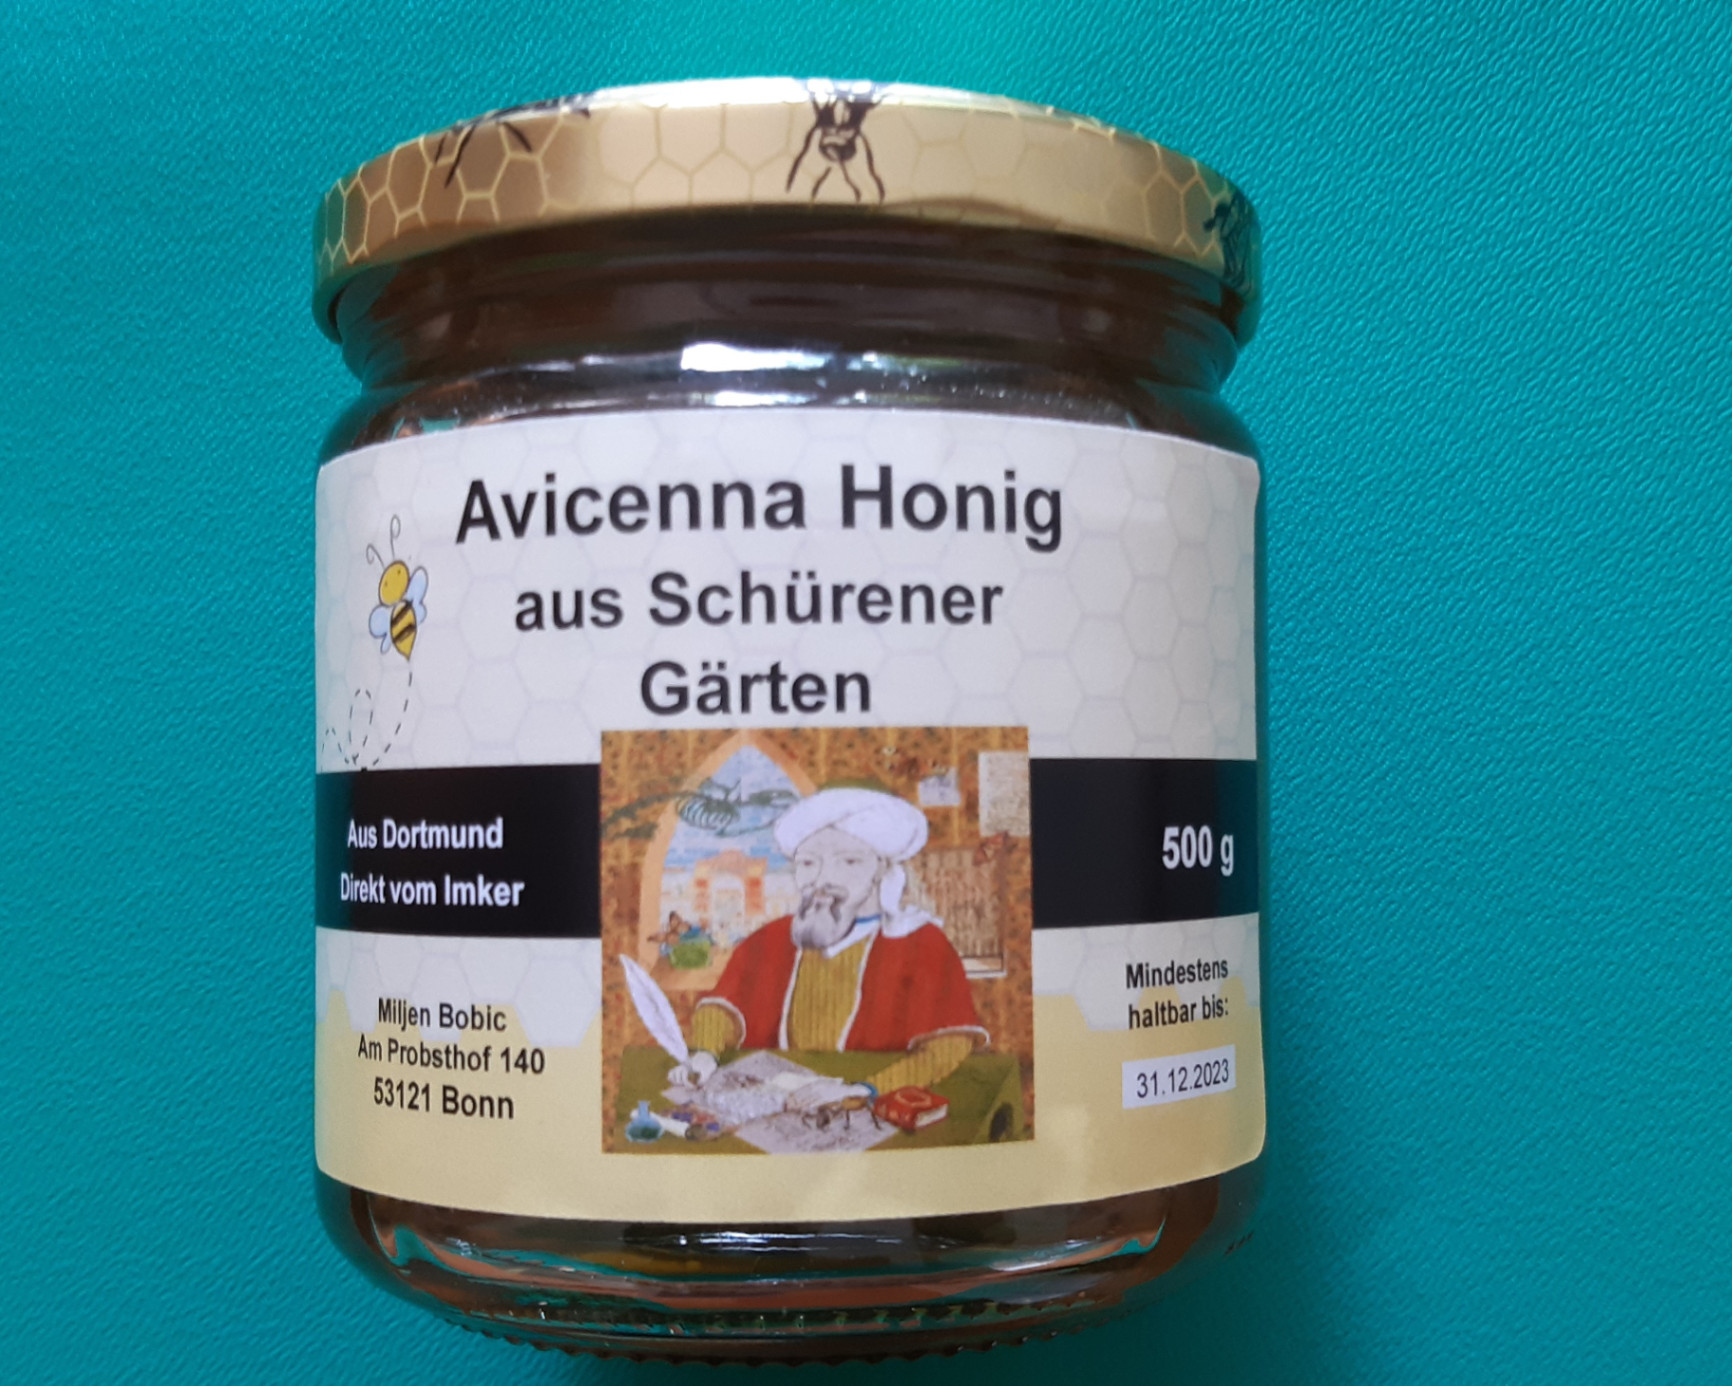 Avicenna Honig
aus Schürener
Gärten
Aus Dortmund
Direkt vom Imker
500 g
Miljen Bobic
Am Probsthof 140
53121 Bonn
Mindestens
haltbar bis:
31.12.2023